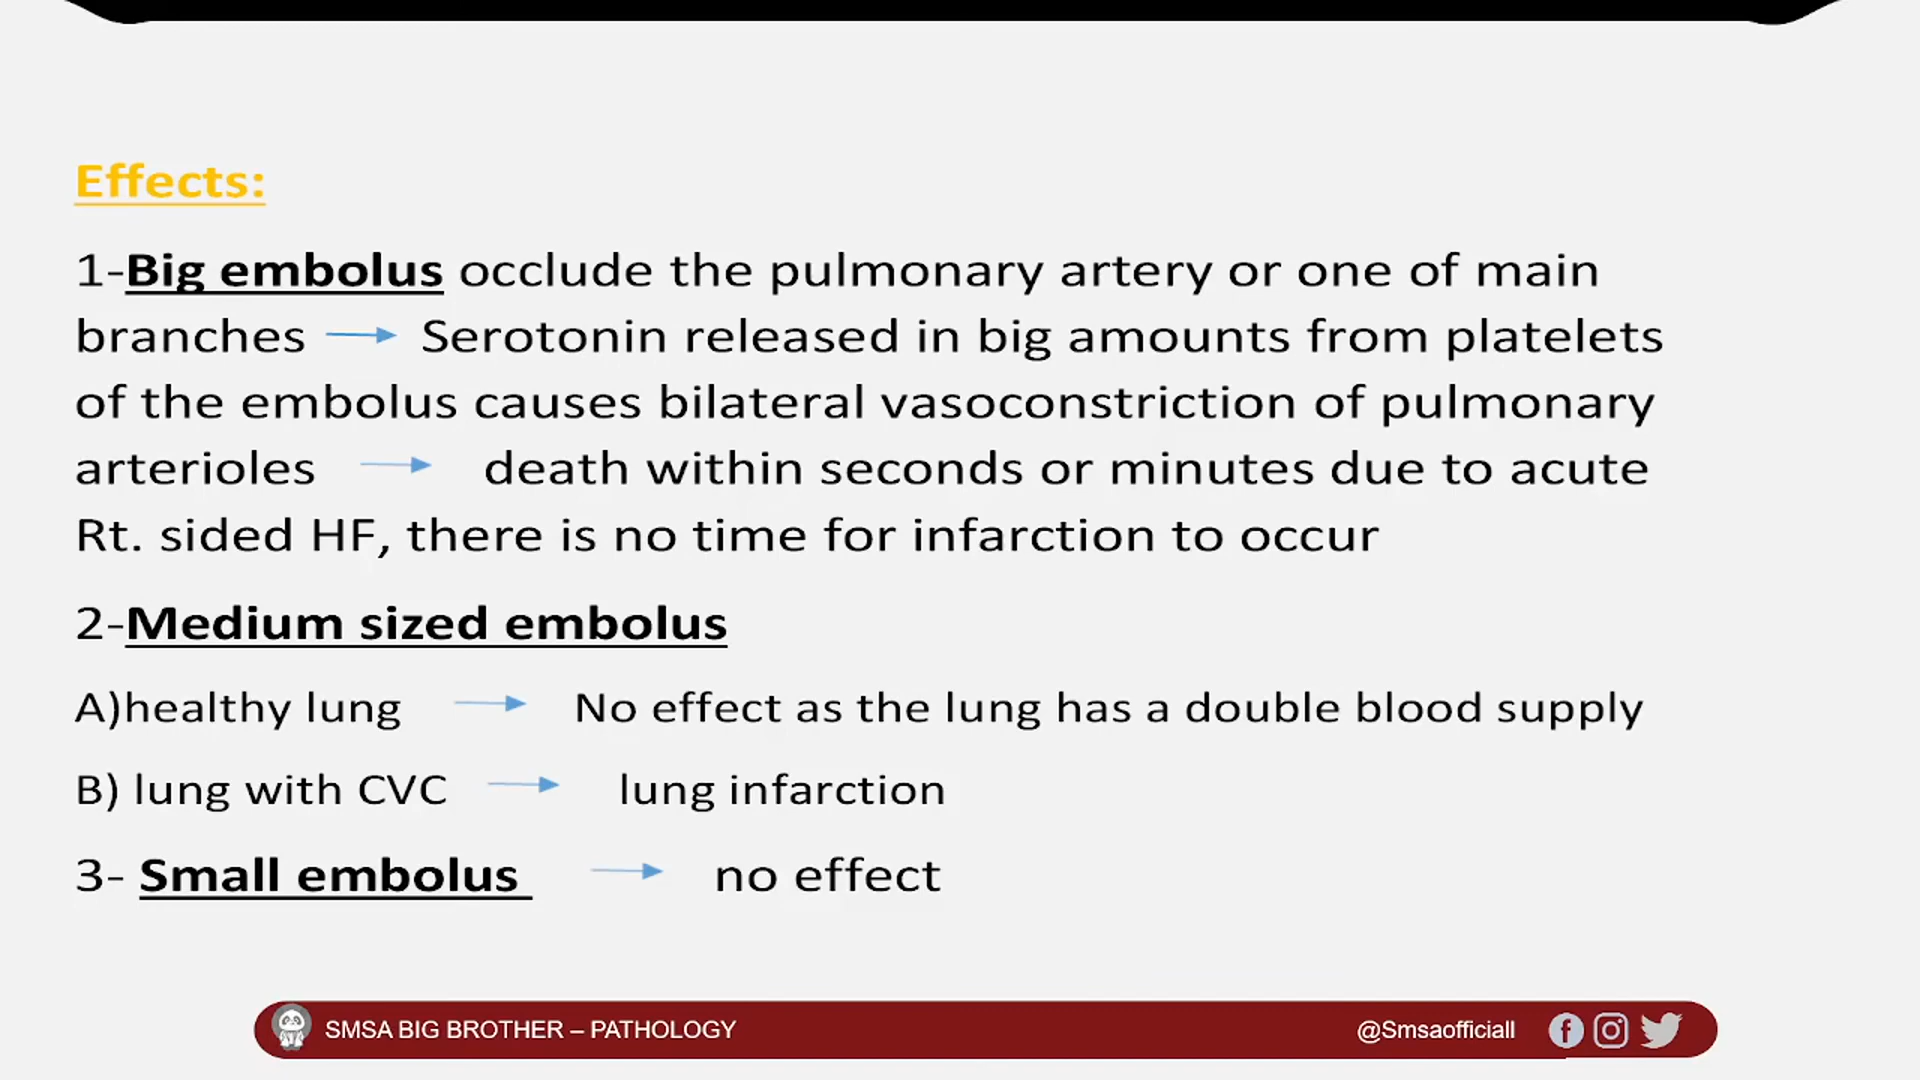 Effects:
1-Big embolus occlude the pulmonary artery or one of main
branches → Serotonin released in big amounts from platelets
of the embolus causes bilateral vasoconstriction of pulmonary
arterioles → death within seconds or minutes due to acute
Rt. sided HF, there is no time for infarction to occur
2-Medium sized embolus
A)healthy lung → No effect as the lung has a double blood supply
B) lung with CVC → lung infarction
3- Small embolus → no effect
SMSA BIG BROTHER – PATHOLOGY @Smsaofficiall